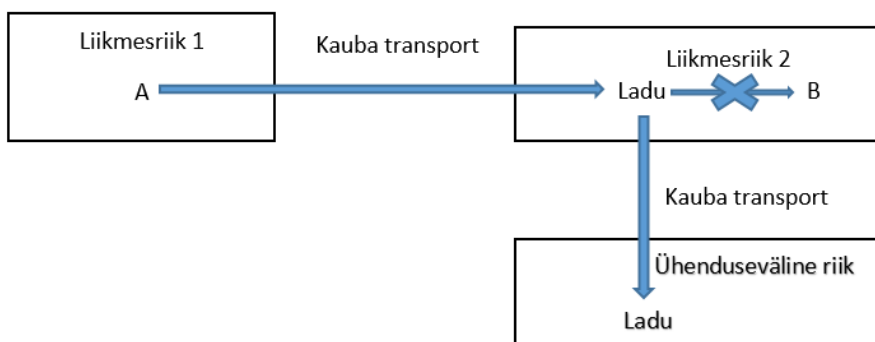 Liikmesriik 1
Kauba transport
Liikmesriik 2
A
Ladu
B
Kauba transport
Ühenduseväline riik
Ladu